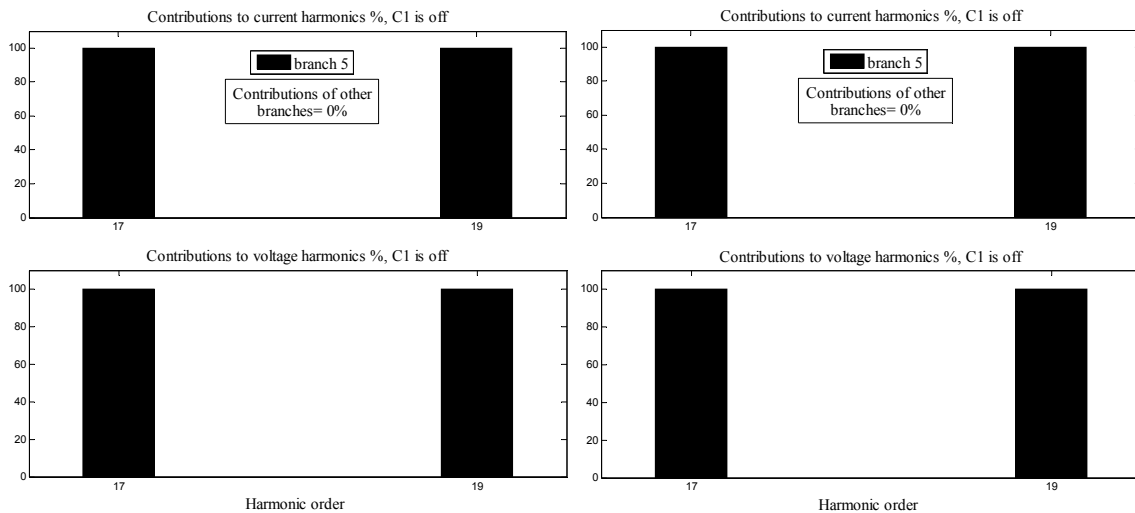 Contributions to current harmonics %, C1 is off
100
80
60
40
20
0
branch 5
Contributions of other
branches= 0%
17
19
Contributions to voltage harmonics %, C1 is off
100
80
60
40
20
0
17
19
Harmonic order
Contributions to current harmonics %, C1 is off
100
80
60
40
20
0
branch 5
Contributions of other
branches= 0%
17
19
Contributions to voltage harmonics %, C1 is off
100
80
60
40
20
0
17
19
Harmonic order